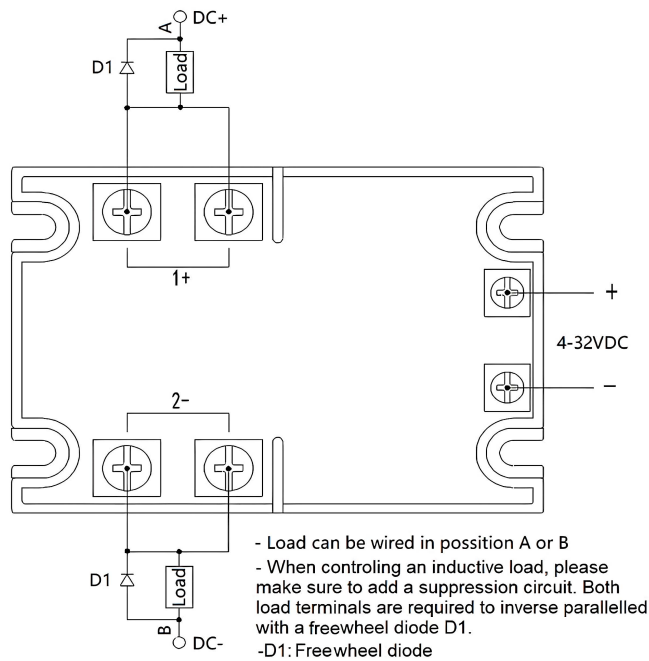 A
DC+
D1
Load
1+
+
4-32VDC
-
2-
D1
Load
B
DC-
- Load can be wired in possition A or B
- When controling an inductive load, please
make sure to add a suppression circuit. Both
load terminals are required to inverse parallelled
with a freewheel diode D1.
-D1: Freewheel diode